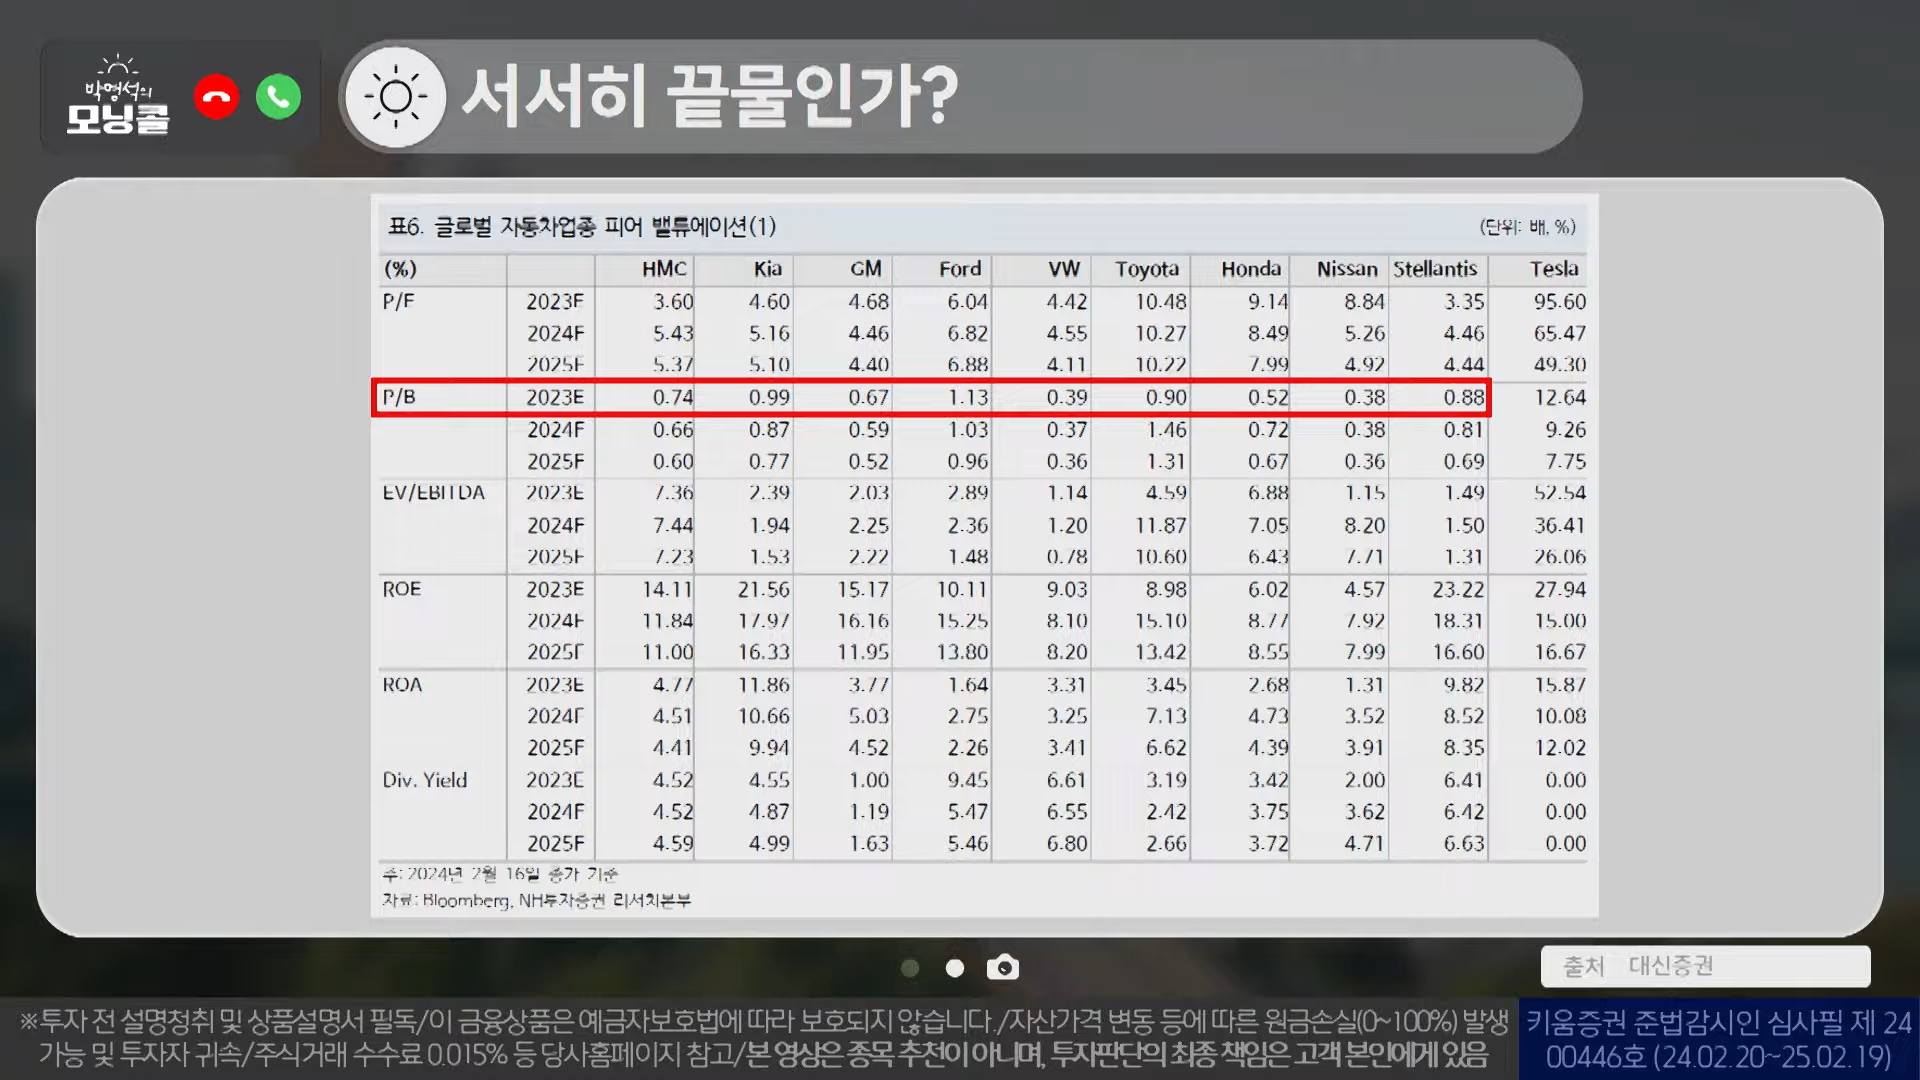 박영석의
모닝콜
서서히 끝물인가?
표6. 글로벌 자동차업종 피어 밸류에이션(1) (단위: 배, %)
(%) HMC Kia GM Ford VW Toyota Honda Nissan Stellantis Tesla
P/E 2023E 3.60 4.60 4.68 6.04 4.42 10.48 9.14 8.84 3.35 95.60
2024F 5.43 5.16 4.46 6.82 4.55 10.27 8.49 5.26 4.46 65.47
2025F 5.37 5.10 4.40 6.88 4.11 10.22 7.99 4.92 4.44 49.30
P/B 2023E 0.74 0.99 0.67 1.13 0.39 0.90 0.52 0.38 0.88 12.64
2024F 0.66 0.87 0.59 1.03 0.37 1.46 0.72 0.38 0.81 9.26
2025F 0.60 0.77 0.52 0.96 0.36 1.31 0.67 0.36 0.69 7.75
EV/EBITDA 2023E 7.36 2.39 2.03 2.89 1.14 4.59 6.88 1.15 1.49 52.54
2024F 7.44 1.94 2.25 2.36 1.20 11.87 7.05 8.20 1.50 36.41
2025F 7.23 1.53 2.22 1.48 0.78 10.60 6.43 7.71 1.31 26.06
ROE 2023E 14.11 21.56 15.17 10.11 9.03 8.98 6.02 4.57 23.22 27.94
2024F 11.84 17.97 16.16 15.25 8.10 15.10 8.77 7.92 18.31 15.00
2025F 11.00 16.33 11.95 13.80 8.20 13.42 8.55 7.99 16.60 16.67
ROA 2023E 4.77 11.86 3.77 1.64 3.31 3.45 2.68 1.31 9.82 15.87
2024F 4.51 10.66 5.03 2.75 3.25 7.13 4.73 3.52 8.52 10.08
2025F 4.41 9.94 4.52 2.26 3.41 6.62 4.39 3.91 8.35 12.02
Div. Yield 2023E 4.52 4.55 1.00 9.45 6.61 3.19 3.42 2.00 6.41 0.00
2024F 4.52 4.87 1.19 5.47 6.55 2.42 3.75 3.62 6.42 0.00
2025F 4.59 4.99 1.63 5.46 6.80 2.66 3.72 4.71 6.63 0.00
주: 2024년 2월 16일 종가 기준
자료: Bloomberg, NH투자증권 리서치본부
출처 대신증권
※투자 전 설명청취 및 상품설명서 필독/이 금융상품은 예금자보호법에 따라 보호되지 않습니다./자산가격 변동 등에 따른 원금손실(0~100%) 발생
가능 및 투자자 귀속/주식거래 수수료 0.015% 등 당사홈페이지 참고/본 영상은 종목 추천이 아니며, 투자판단의 최종 책임은 고객 본인에게 있음
키움증권 준법감시인 심사필 제 24
00446호 (24.02.20~25.02.19)